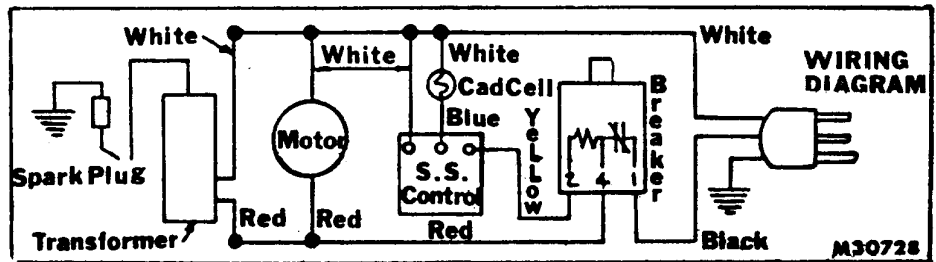 White
White
White
White
WIRING
DIAGRAM
CadCell
Breaker
Blue
Yellow
Motor
Spark Plug
S.S.
Control
2 4 1
Red
Red
Red
Transformer
Black
M30728